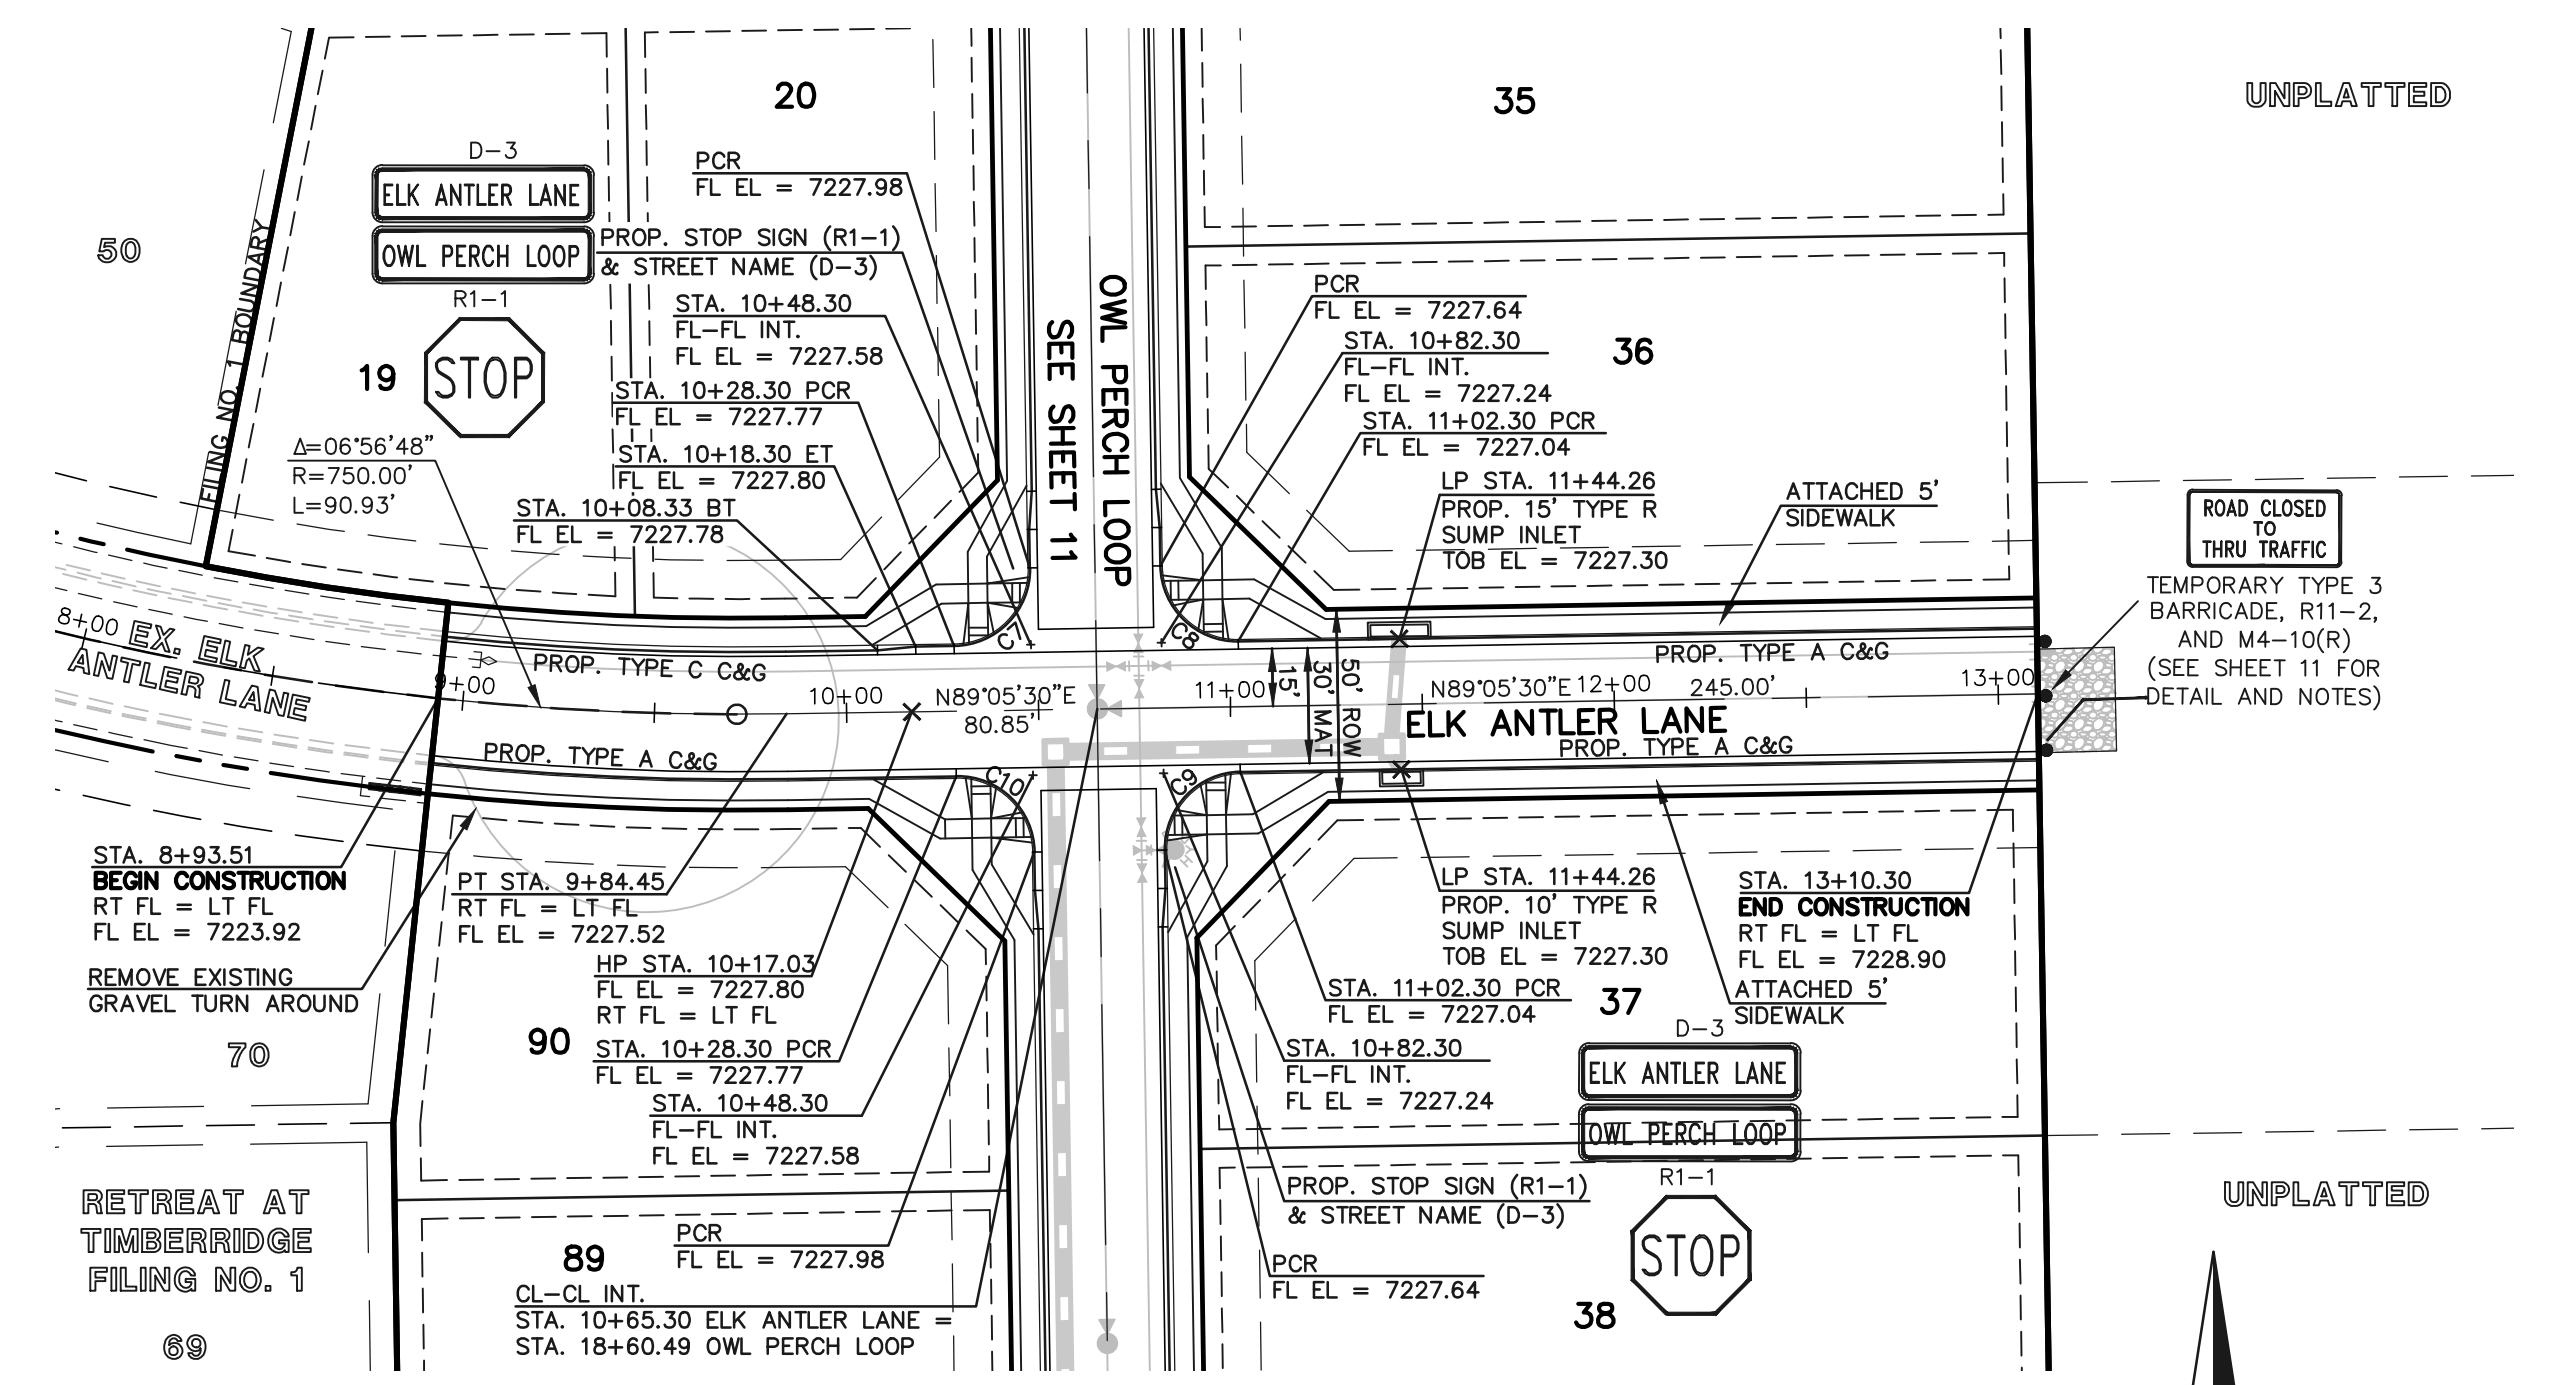 20
35
UNPLATTED
D-3
ELK ANTLER LANE
OWL PERCH LOOP
R1-1
STOP
19
50
FILING NO. 1 BOUNDARY
PCR
FL EL = 7227.98
PROP. STOP SIGN (R1-1)
& STREET NAME (D-3)
STA. 10+48.30
FL-FL INT.
FL EL = 7227.58
STA. 10+28.30 PCR
FL EL = 7227.77
STA. 10+18.30 ET
FL EL = 7227.80
STA. 10+08.33 BT
FL EL = 7227.78
Δ=06°56'48"
R=750.00'
L=90.93'
OWL PERCH LOOP
SEE SHEET 11
PCR
FL EL = 7227.64
STA. 10+82.30
FL-FL INT.
FL EL = 7227.24
STA. 11+02.30 PCR
FL EL = 7227.04
36
LP STA. 11+44.26
PROP. 15' TYPE R
SUMP INLET
TOB EL = 7227.30
ATTACHED 5'
SIDEWALK
ROAD CLOSED
TO
THRU TRAFFIC
TEMPORARY TYPE 3
BARRICADE, R11-2,
AND M4-10(R)
(SEE SHEET 11 FOR
DETAIL AND NOTES)
8+00
EX. ELK
ANTLER LANE
9+00
PROP. TYPE C C&G
PROP. TYPE A C&G
10+00
N89°05'30"E
80.85'
C7
C8
C9
C10
11+00
15'
30' MAT
50' ROW
N89°05'30"E
12+00
245.00'
13+00
PROP. TYPE A C&G
ELK ANTLER LANE
PROP. TYPE A C&G
HY
STA. 8+93.51
BEGIN CONSTRUCTION
RT FL = LT FL
FL EL = 7223.92
REMOVE EXISTING
GRAVEL TURN AROUND
70
PT STA. 9+84.45
RT FL = LT FL
FL EL = 7227.52
HP STA. 10+17.03
FL EL = 7227.80
RT FL = LT FL
90
STA. 10+28.30 PCR
FL EL = 7227.77
STA. 10+48.30
FL-FL INT.
FL EL = 7227.58
PCR
FL EL = 7227.98
89
CL-CL INT.
STA. 10+65.30 ELK ANTLER LANE =
STA. 18+60.49 OWL PERCH LOOP
RETREAT AT
TIMBERRIDGE
FILING NO. 1
69
LP STA. 11+44.26
PROP. 10' TYPE R
SUMP INLET
TOB EL = 7227.30
STA. 11+02.30 PCR
FL EL = 7227.04
37
STA. 10+82.30
FL-FL INT.
FL EL = 7227.24
PROP. STOP SIGN (R1-1)
& STREET NAME (D-3)
PCR
FL EL = 7227.64
STA. 13+10.30
END CONSTRUCTION
RT FL = LT FL
FL EL = 7228.90
ATTACHED 5'
SIDEWALK
D-3
ELK ANTLER LANE
OWL PERCH LOOP
R1-1
STOP
38
UNPLATTED